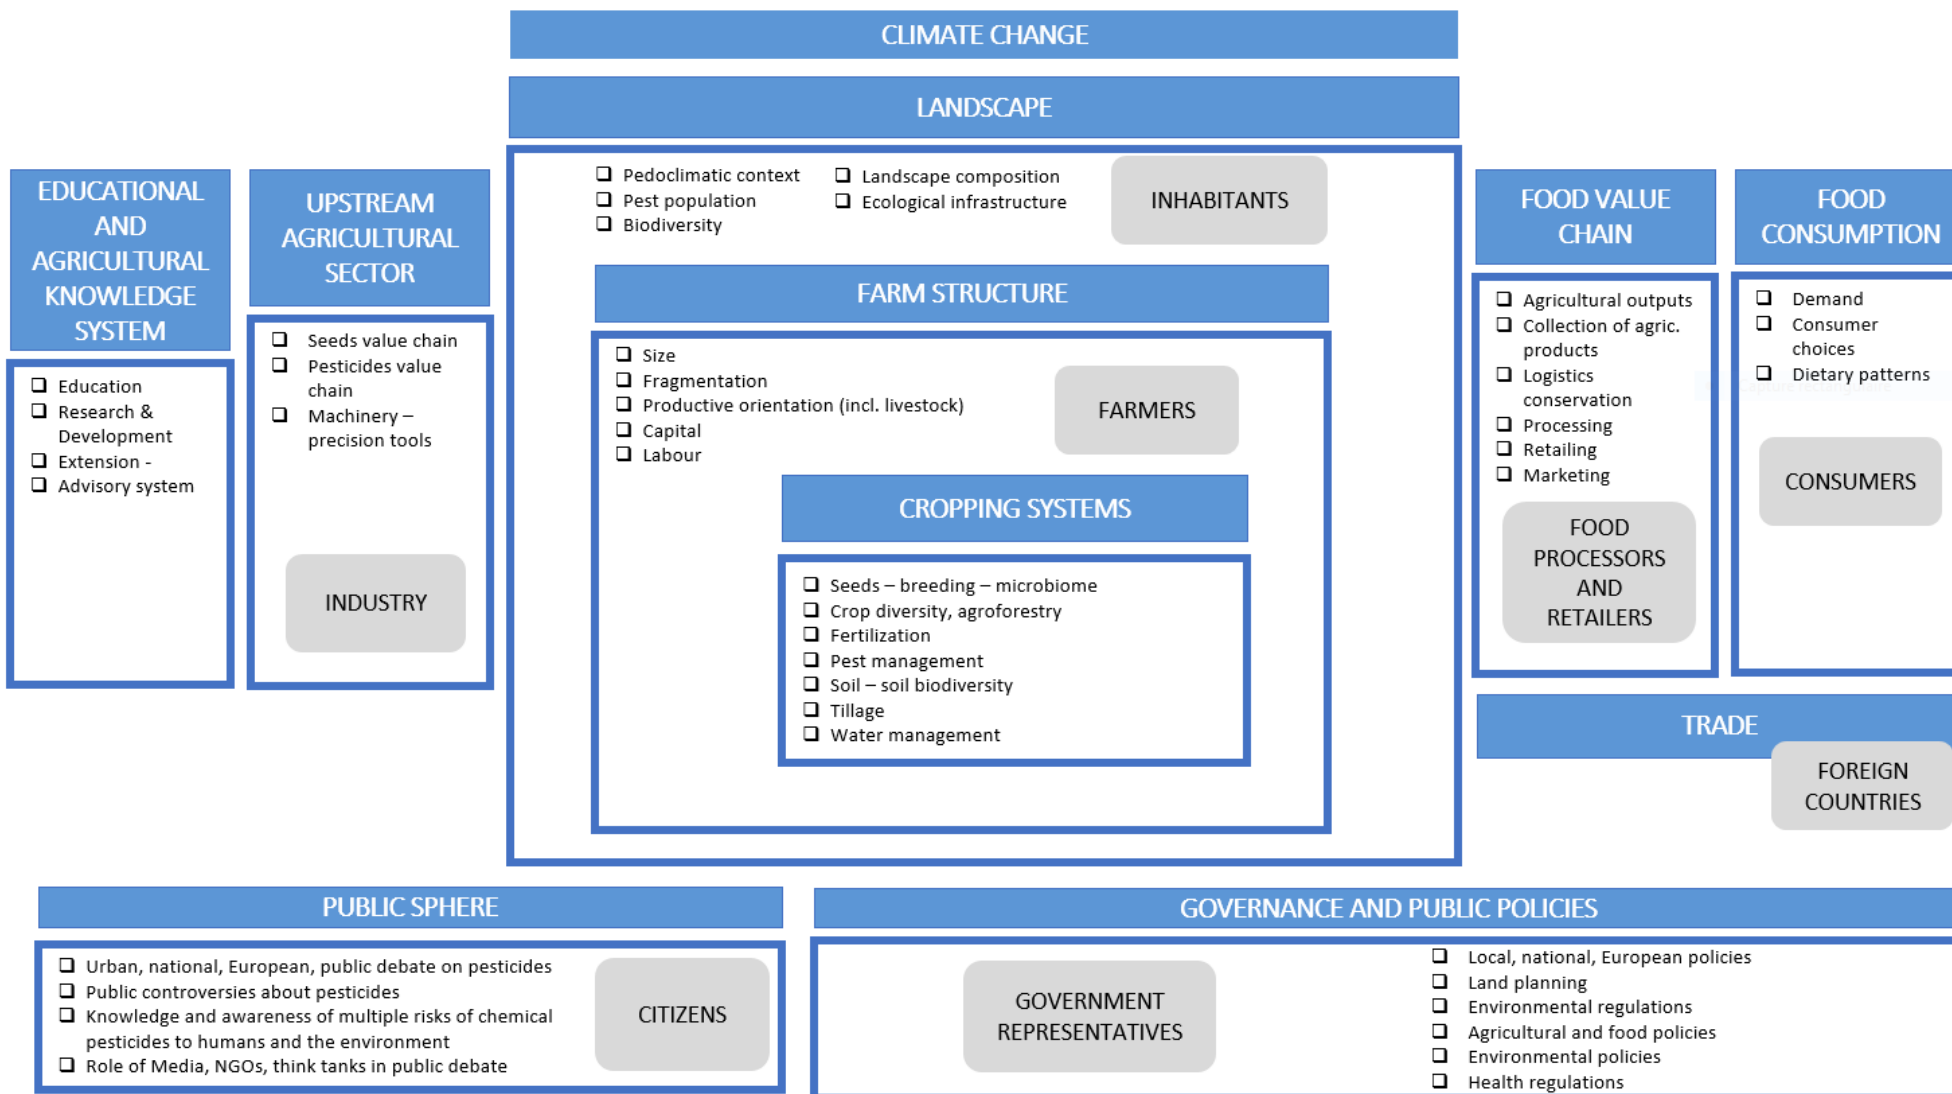 CLIMATE CHANGE
LANDSCAPE
EDUCATIONAL
AND
AGRICULTURAL
KNOWLEDGE
SYSTEM
❑ Education
❑ Research &
Development
❑ Extension -
❑ Advisory system
UPSTREAM
AGRICULTURAL
SECTOR
❑ Seeds value chain
❑ Pesticides value
chain
❑ Machinery –
precision tools
INDUSTRY
❑ Pedoclimatic context
❑ Pest population
❑ Biodiversity
❑ Landscape composition
❑ Ecological infrastructure
INHABITANTS
FARM STRUCTURE
❑ Size
❑ Fragmentation
❑ Productive orientation (incl. livestock)
❑ Capital
❑ Labour
FARMERS
CROPPING SYSTEMS
❑ Seeds – breeding – microbiome
❑ Crop diversity, agroforestry
❑ Fertilization
❑ Pest management
❑ Soil – soil biodiversity
❑ Tillage
❑ Water management
FOOD VALUE
CHAIN
❑ Agricultural outputs
❑ Collection of agric.
products
❑ Logistics
conservation
❑ Processing
❑ Retailing
❑ Marketing
FOOD
PROCESSORS
AND
RETAILERS
FOOD
CONSUMPTION
❑ Demand
❑ Consumer
choices
❑ Dietary patterns
CONSUMERS
TRADE
FOREIGN
COUNTRIES
PUBLIC SPHERE
❑ Urban, national, European, public debate on pesticides
❑ Public controversies about pesticides
❑ Knowledge and awareness of multiple risks of chemical
pesticides to humans and the environment
❑ Role of Media, NGOs, think tanks in public debate
CITIZENS
GOVERNANCE AND PUBLIC POLICIES
GOVERNMENT
REPRESENTATIVES
❑ Local, national, European policies
❑ Land planning
❑ Environmental regulations
❑ Agricultural and food policies
❑ Environmental policies
❑ Health regulations